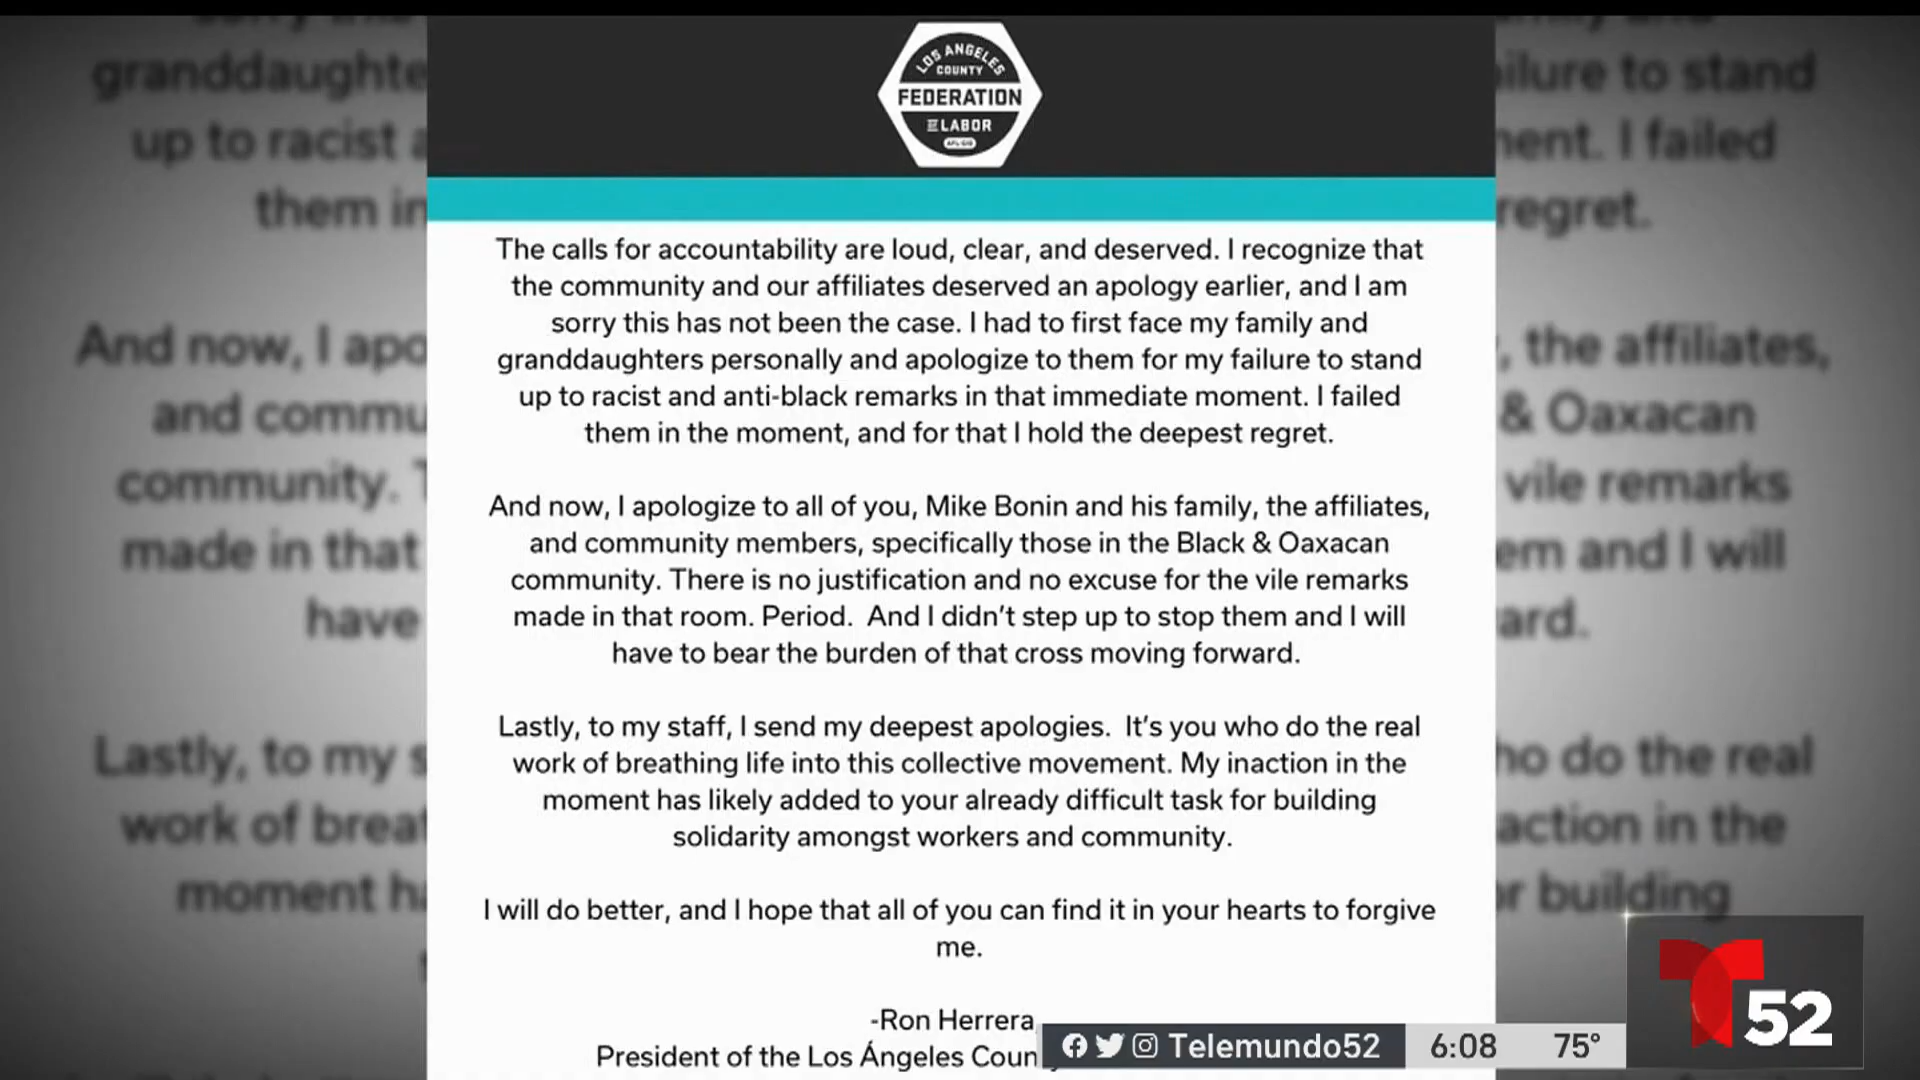 LOS ANGELES
COUNTY
FEDERATION
OF LABOR
AFL-CIO
The calls for accountability are loud, clear, and deserved. I recognize that
the community and our affiliates deserved an apology earlier, and I am
sorry this has not been the case. I had to first face my family and
granddaughters personally and apologize to them for my failure to stand
up to racist and anti-black remarks in that immediate moment. I failed
them in the moment, and for that I hold the deepest regret.
And now, I apologize to all of you, Mike Bonin and his family, the affiliates,
and community members, specifically those in the Black & Oaxacan
community. There is no justification and no excuse for the vile remarks
made in that room. Period.  And I didn't step up to stop them and I will
have to bear the burden of that cross moving forward.
Lastly, to my staff, I send my deepest apologies.  It's you who do the real
work of breathing life into this collective movement. My inaction in the
moment has likely added to your already difficult task for building
solidarity amongst workers and community.
I will do better, and I hope that all of you can find it in your hearts to forgive
me.
-Ron Herrera
President of the Los Ángeles Coun
Telemundo52
6:08 75°
52